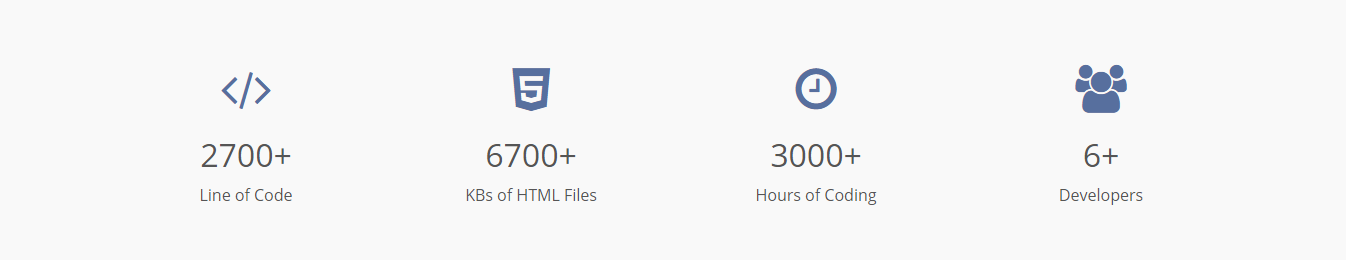 2700+ 6700+ 3000+ 6+
Line of Code KBs of HTML Files Hours of Coding Developers